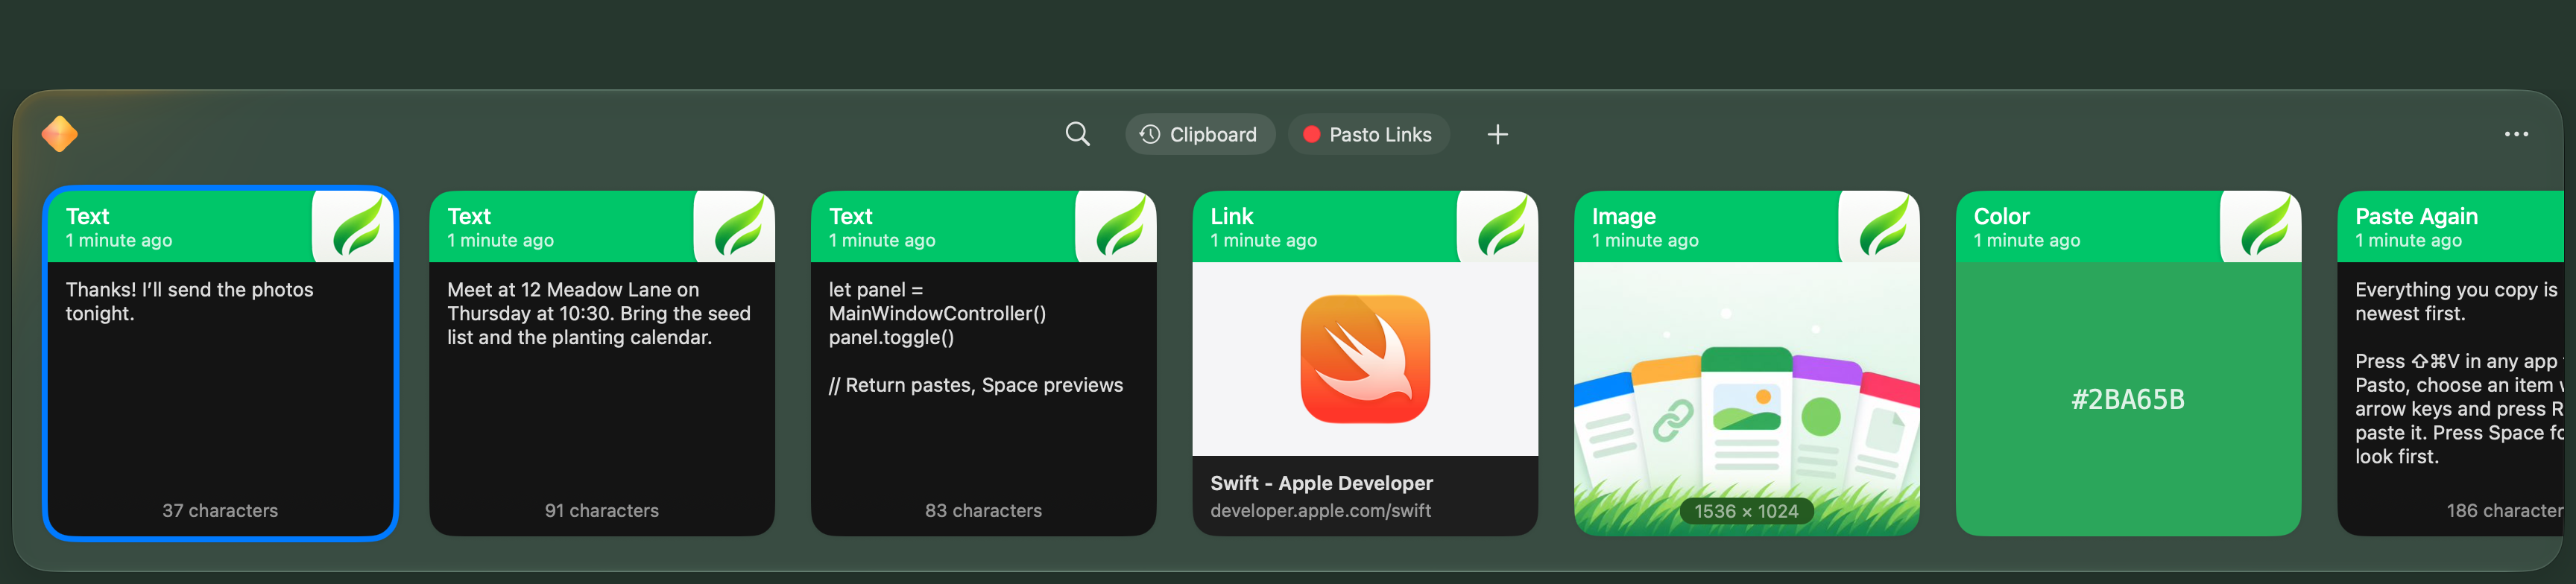 Clipboard
Pasto Links
Text
1 minute ago
Thanks! I’ll send the photos
tonight.
37 characters
Text
1 minute ago
Meet at 12 Meadow Lane on
Thursday at 10:30. Bring the seed
list and the planting calendar.
91 characters
Text
1 minute ago
let panel =
MainWindowController()
panel.toggle()
// Return pastes, Space previews
83 characters
Link
1 minute ago
Swift - Apple Developer
developer.apple.com/swift
Image
1 minute ago
1536 × 1024
Color
1 minute ago
#2BA65B
Paste Again
1 minute ago
Everything you copy is
newest first.
Press ⇧⌘V in any app
Pasto, choose an item
arrow keys and press
paste it. Press Space
look first.
186